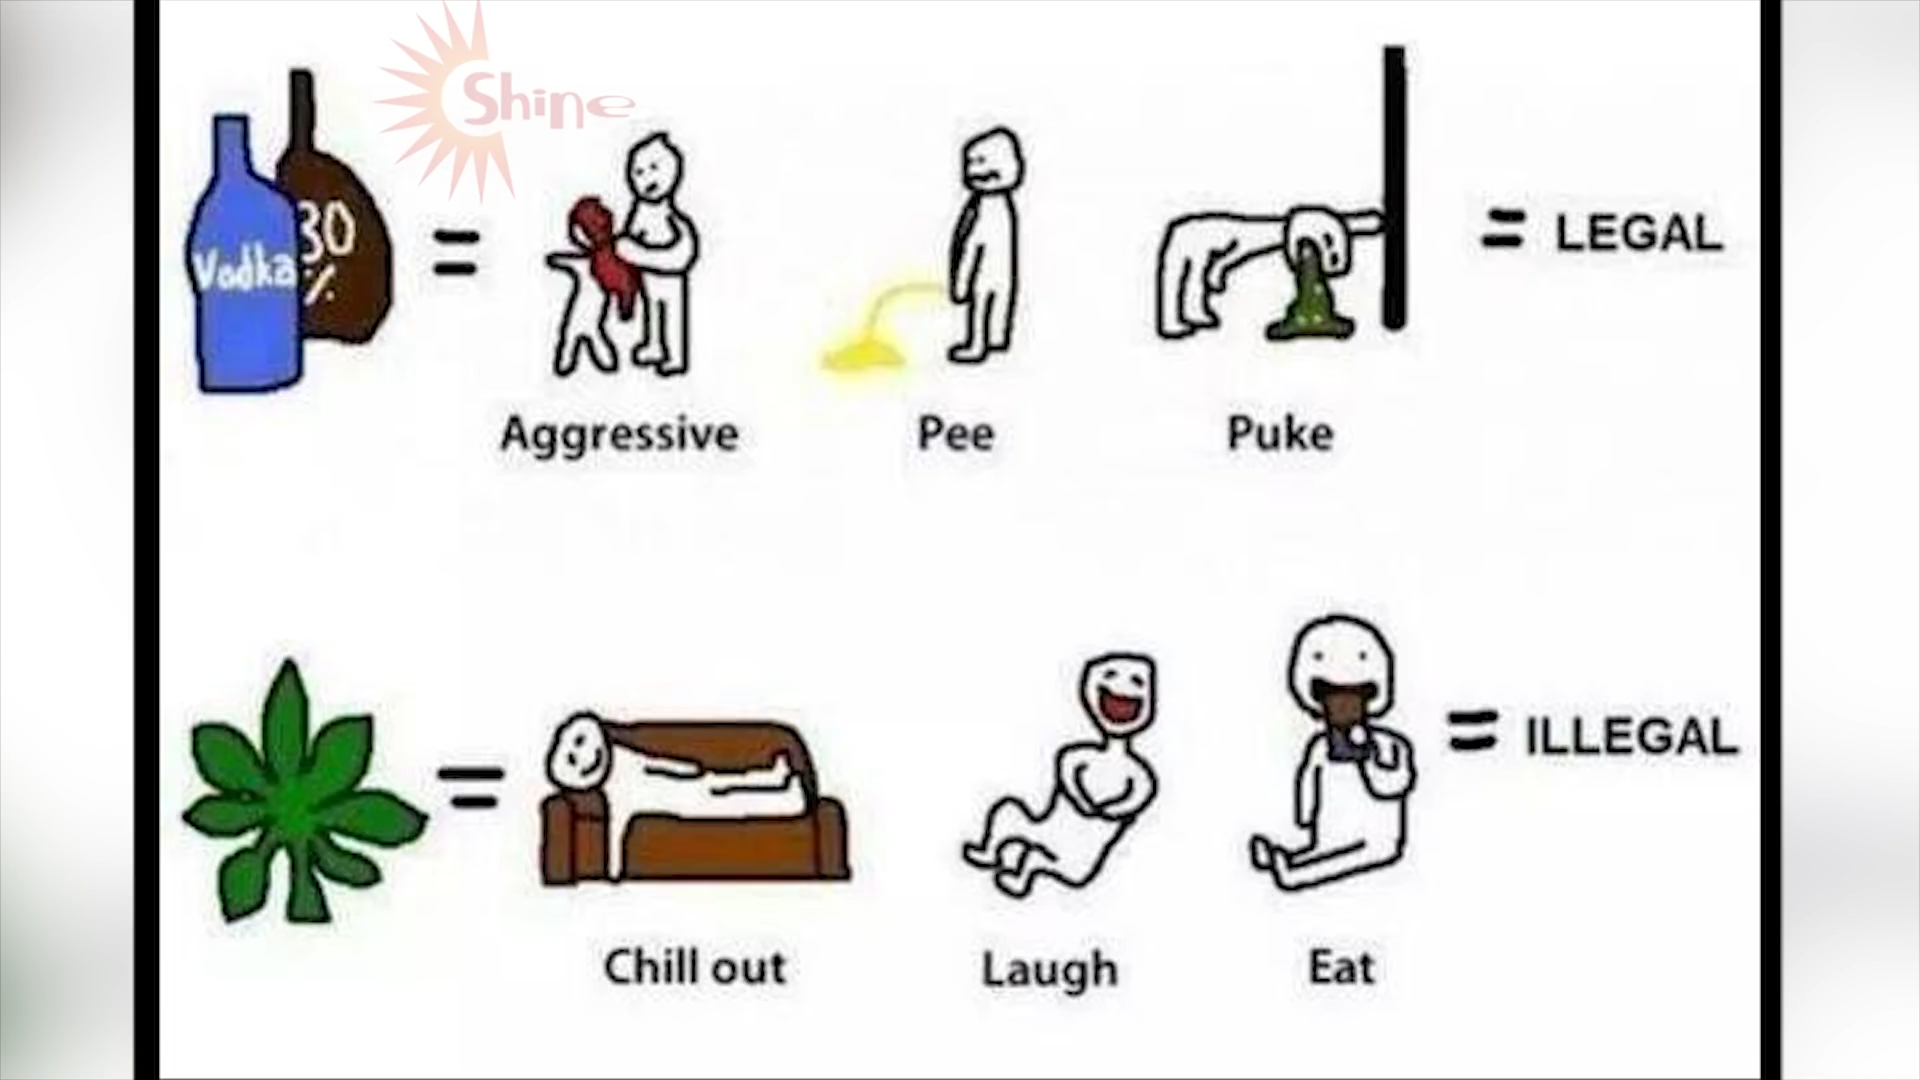 Shine
Vodka
30
%
=
= LEGAL
Aggressive Pee Puke
=
= ILLEGAL
Chill out Laugh Eat